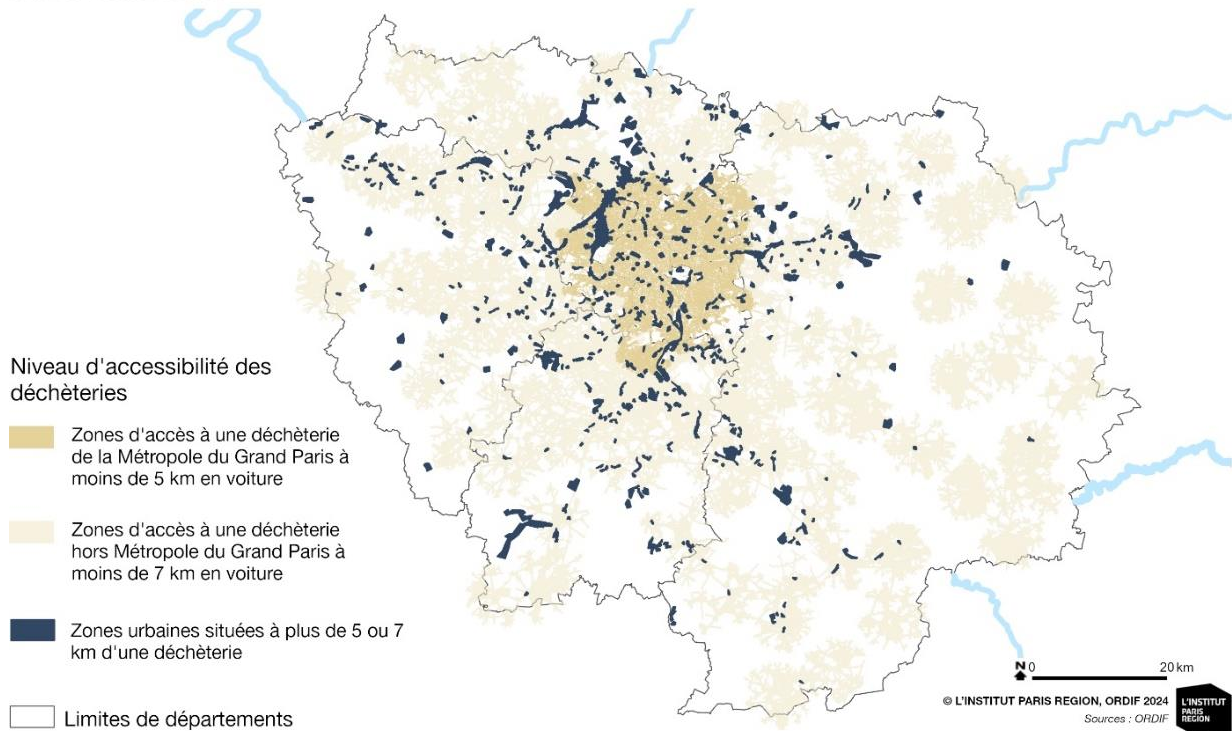 Niveau d'accessibilité des
déchèteries
Zones d'accès à une déchèterie
de la Métropole du Grand Paris à
moins de 5 km en voiture
Zones d'accès à une déchèterie
hors Métropole du Grand Paris à
moins de 7 km en voiture
Zones urbaines situées à plus de 5 ou 7
km d'une déchèterie
Limites de départements
N 0 20 km
© L'INSTITUT PARIS REGION, ORDIF 2024
Sources : ORDIF
L'INSTITUT
PARIS
REGION